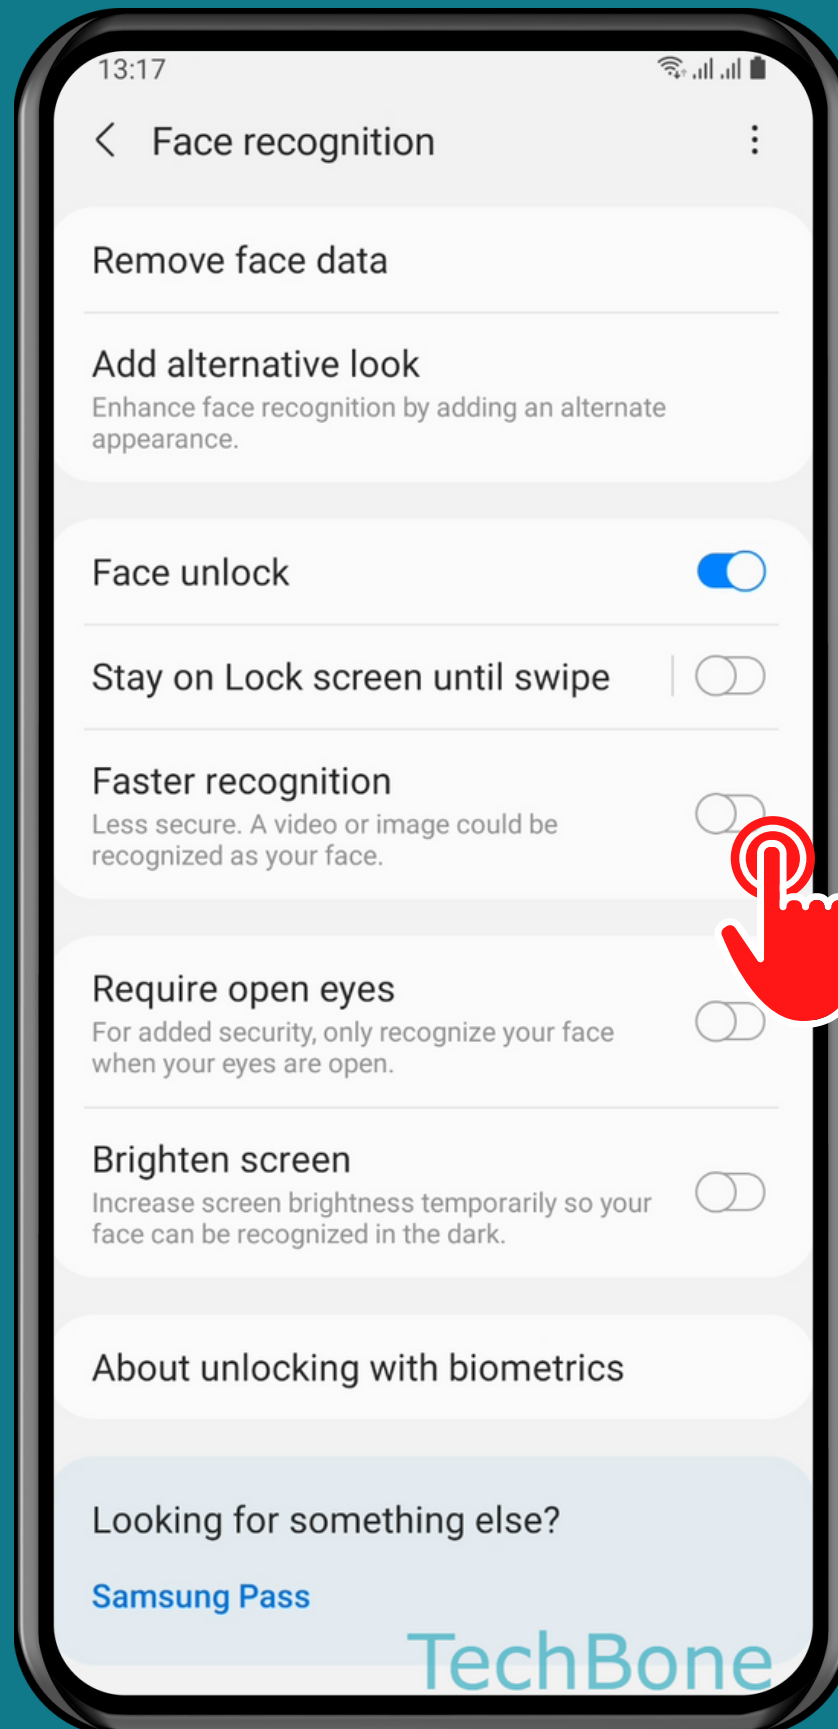 13:17
Face recognition
Remove face data
Add alternative look
Enhance face recognition by adding an alternate
appearance.
Face unlock
Stay on Lock screen until swipe
Faster recognition
Less secure. A video or image could be
recognized as your face.
Require open eyes
For added security, only recognize your face
when your eyes are open.
Brighten screen
Increase screen brightness temporarily so your
face can be recognized in the dark.
About unlocking with biometrics
Looking for something else?
Samsung Pass
TechBone